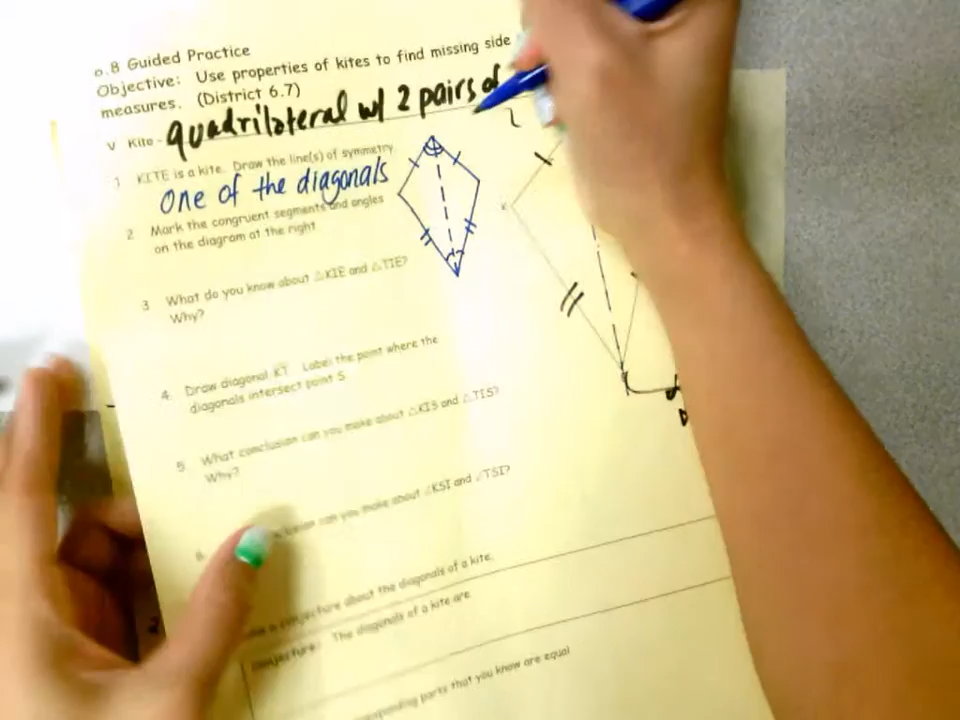 o.8 Guided Practice
Objective: Use properties of kites to find missing side
measures. (District 6.7)
V Kite - quadrilateral w/ 2 pairs of
1 KITE is a kite. Draw the line(s) of symmetry.
One of the diagonals
2. Mark the congruent segments and angles
on the diagram at the right
3 What do you know about △KIE and △TIE?
Why?
4. Draw diagonal KT. Label the point where the
diagonals intersect point S
5. What conclusion can you make about △KIS and △TIS?
Why?
6. can you make about ∠KSI and ∠TSI?
a conjecture about the diagonals of a kite.
Conjecture: The diagonals of a kite are
parts that you know are equal